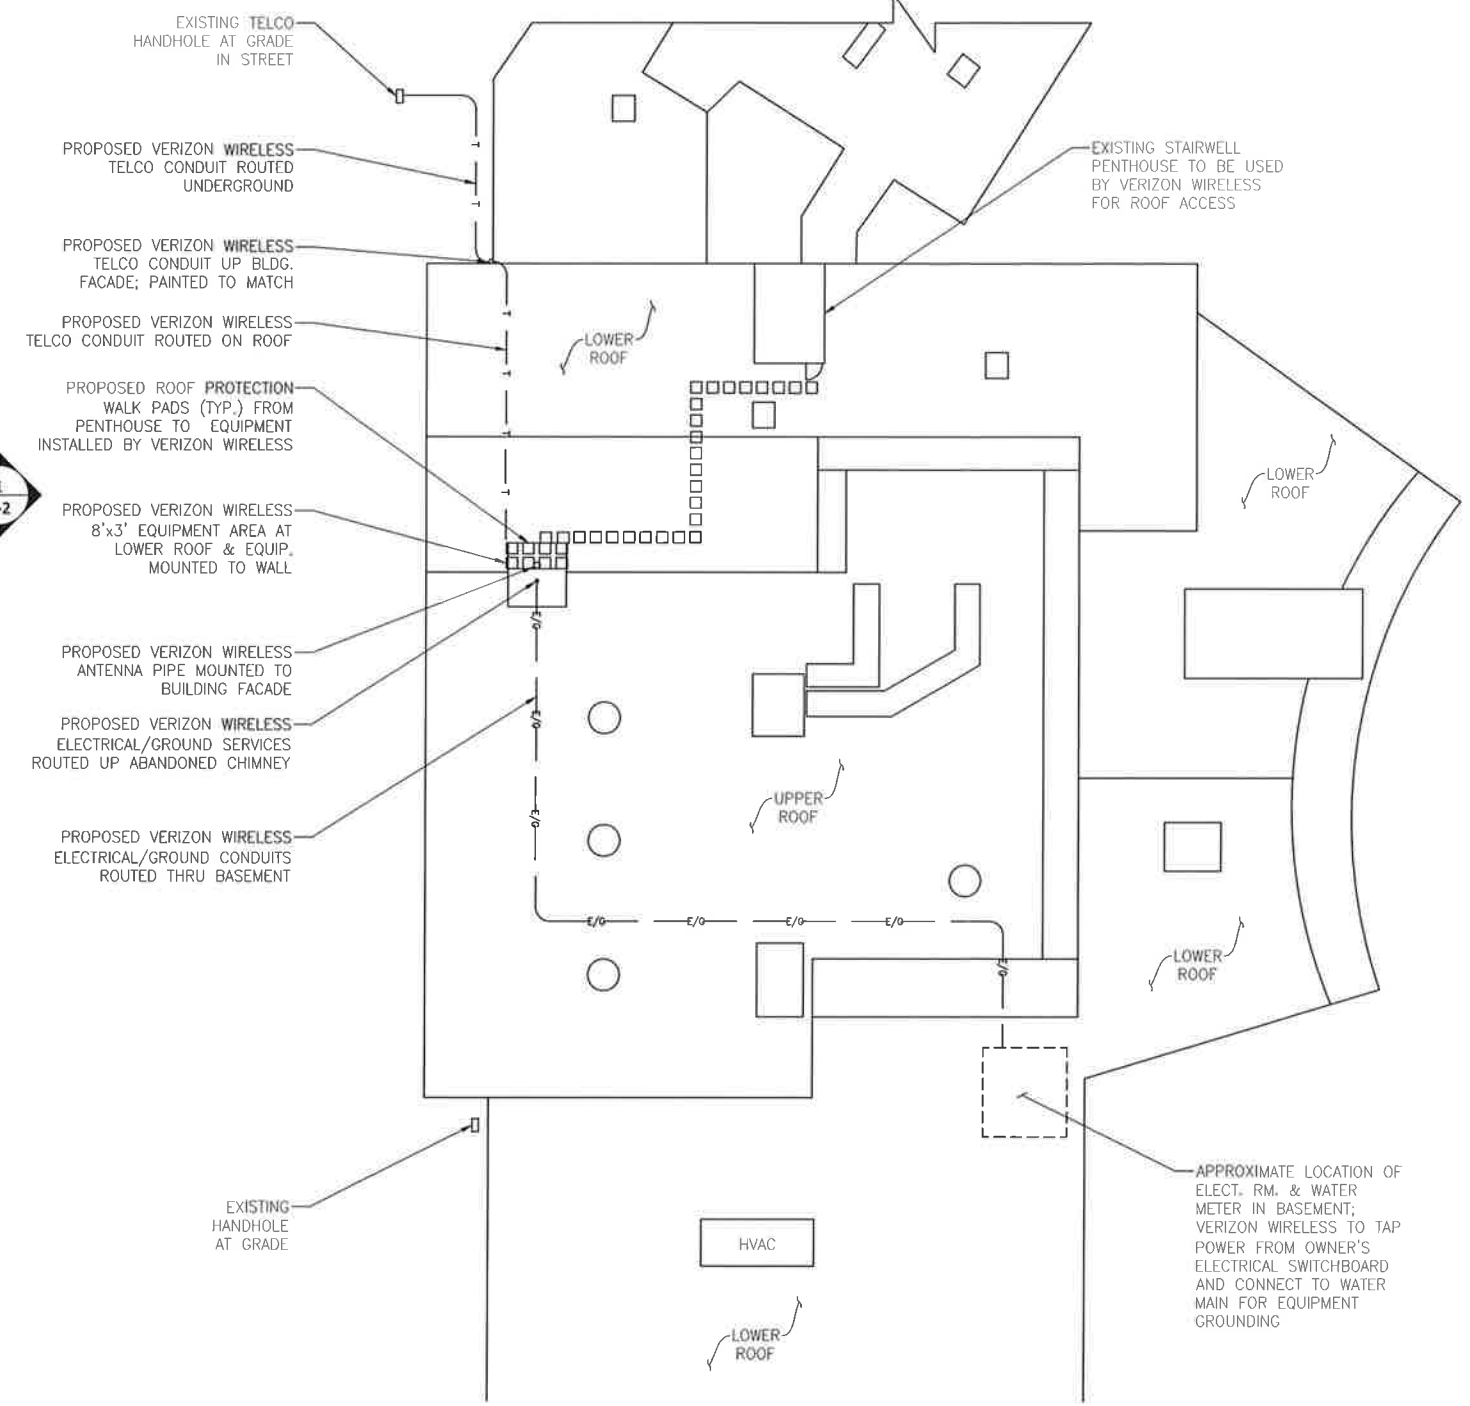 EXISTING TELCO
HANDHOLE AT GRADE
IN STREET
PROPOSED VERIZON WIRELESS
TELCO CONDUIT ROUTED
UNDERGROUND
PROPOSED VERIZON WIRELESS
TELCO CONDUIT UP BLDG.
FACADE; PAINTED TO MATCH
PROPOSED VERIZON WIRELESS
TELCO CONDUIT ROUTED ON ROOF
PROPOSED ROOF PROTECTION
WALK PADS (TYP.) FROM
PENTHOUSE TO EQUIPMENT
INSTALLED BY VERIZON WIRELESS
-2
PROPOSED VERIZON WIRELESS
8'x3' EQUIPMENT AREA AT
LOWER ROOF & EQUIP.
MOUNTED TO WALL
PROPOSED VERIZON WIRELESS
ANTENNA PIPE MOUNTED TO
BUILDING FACADE
PROPOSED VERIZON WIRELESS
ELECTRICAL/GROUND SERVICES
ROUTED UP ABANDONED CHIMNEY
PROPOSED VERIZON WIRELESS
ELECTRICAL/GROUND CONDUITS
ROUTED THRU BASEMENT
EXISTING
HANDHOLE
AT GRADE
T
T
T
T
T
T
E/G
E/G
E/G
E/G
E/G
E/G
E/G
E/G
LOWER
ROOF
UPPER
ROOF
HVAC
LOWER
ROOF
EXISTING STAIRWELL
PENTHOUSE TO BE USED
BY VERIZON WIRELESS
FOR ROOF ACCESS
LOWER
ROOF
LOWER
ROOF
APPROXIMATE LOCATION OF
ELECT. RM. & WATER
METER IN BASEMENT;
VERIZON WIRELESS TO TAP
POWER FROM OWNER'S
ELECTRICAL SWITCHBOARD
AND CONNECT TO WATER
MAIN FOR EQUIPMENT
GROUNDING